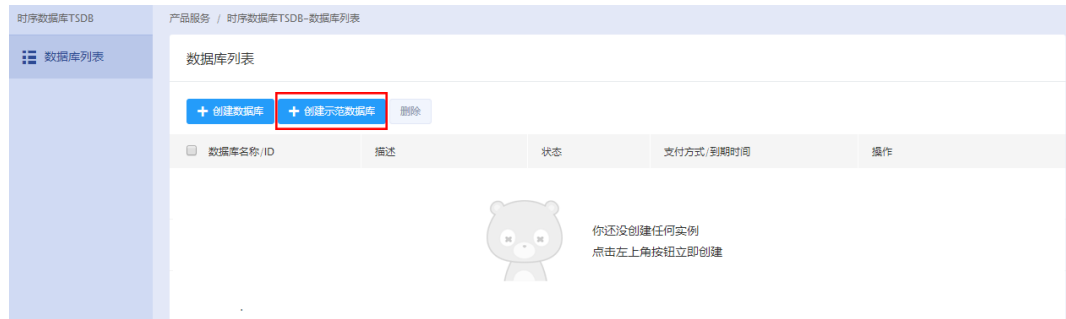 时序数据库TSDB
产品服务 / 时序数据库TSDB-数据库列表
数据库列表
数据库列表
+ 创建数据库 + 创建示范数据库 删除
数据库名称/ID 描述 状态 支付方式/到期时间 操作
你还没创建任何实例
点击左上角按钮立即创建